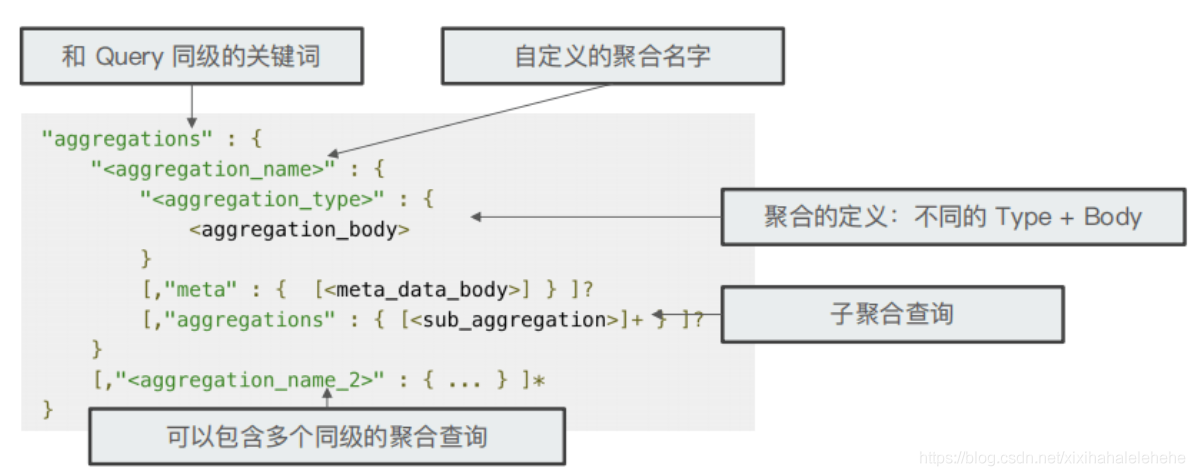 和 Query 同级的关键词
自定义的聚合名字
"aggregations" : {
"<aggregation_name>" : {
"<aggregation_type>" : {
<aggregation_body>
}
[,"meta" : { [<meta_data_body>] } ]?
[,"aggregations" : { [<sub_aggregation>]+ } ]?
}
[,"<aggregation_name_2>" : { ... } ]*
}
聚合的定义：不同的 Type + Body
子聚合查询
可以包含多个同级的聚合查询
https://blog.csdn.net/xixihahalelehehe